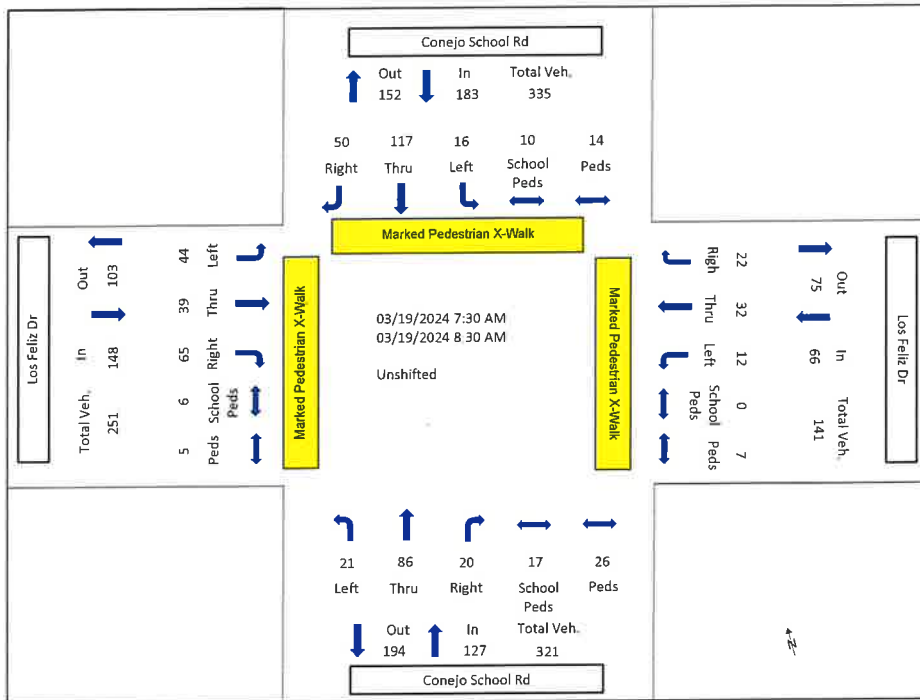 Conejo School Rd
Out In Total Veh.
152 183 335
50 117 16 10 14
Right Thru Left School Peds
Peds
Marked Pedestrian X-Walk
Los Feliz Dr
Out In Total Veh.
103 148 251
44 39 65 6 5
Left Thru Right School Peds
Peds
Marked Pedestrian X-Walk
03/19/2024 7:30 AM
03/19/2024 8:30 AM
Unshifted
Marked Pedestrian X-Walk
Righ Thru Left School Peds
Peds
22 32 12 0 7
Out In Total Veh.
75 66 141
Los Feliz Dr
21 86 20 17 26
Left Thru Right School Peds
Peds
Out In Total Veh.
194 127 321
Conejo School Rd
N